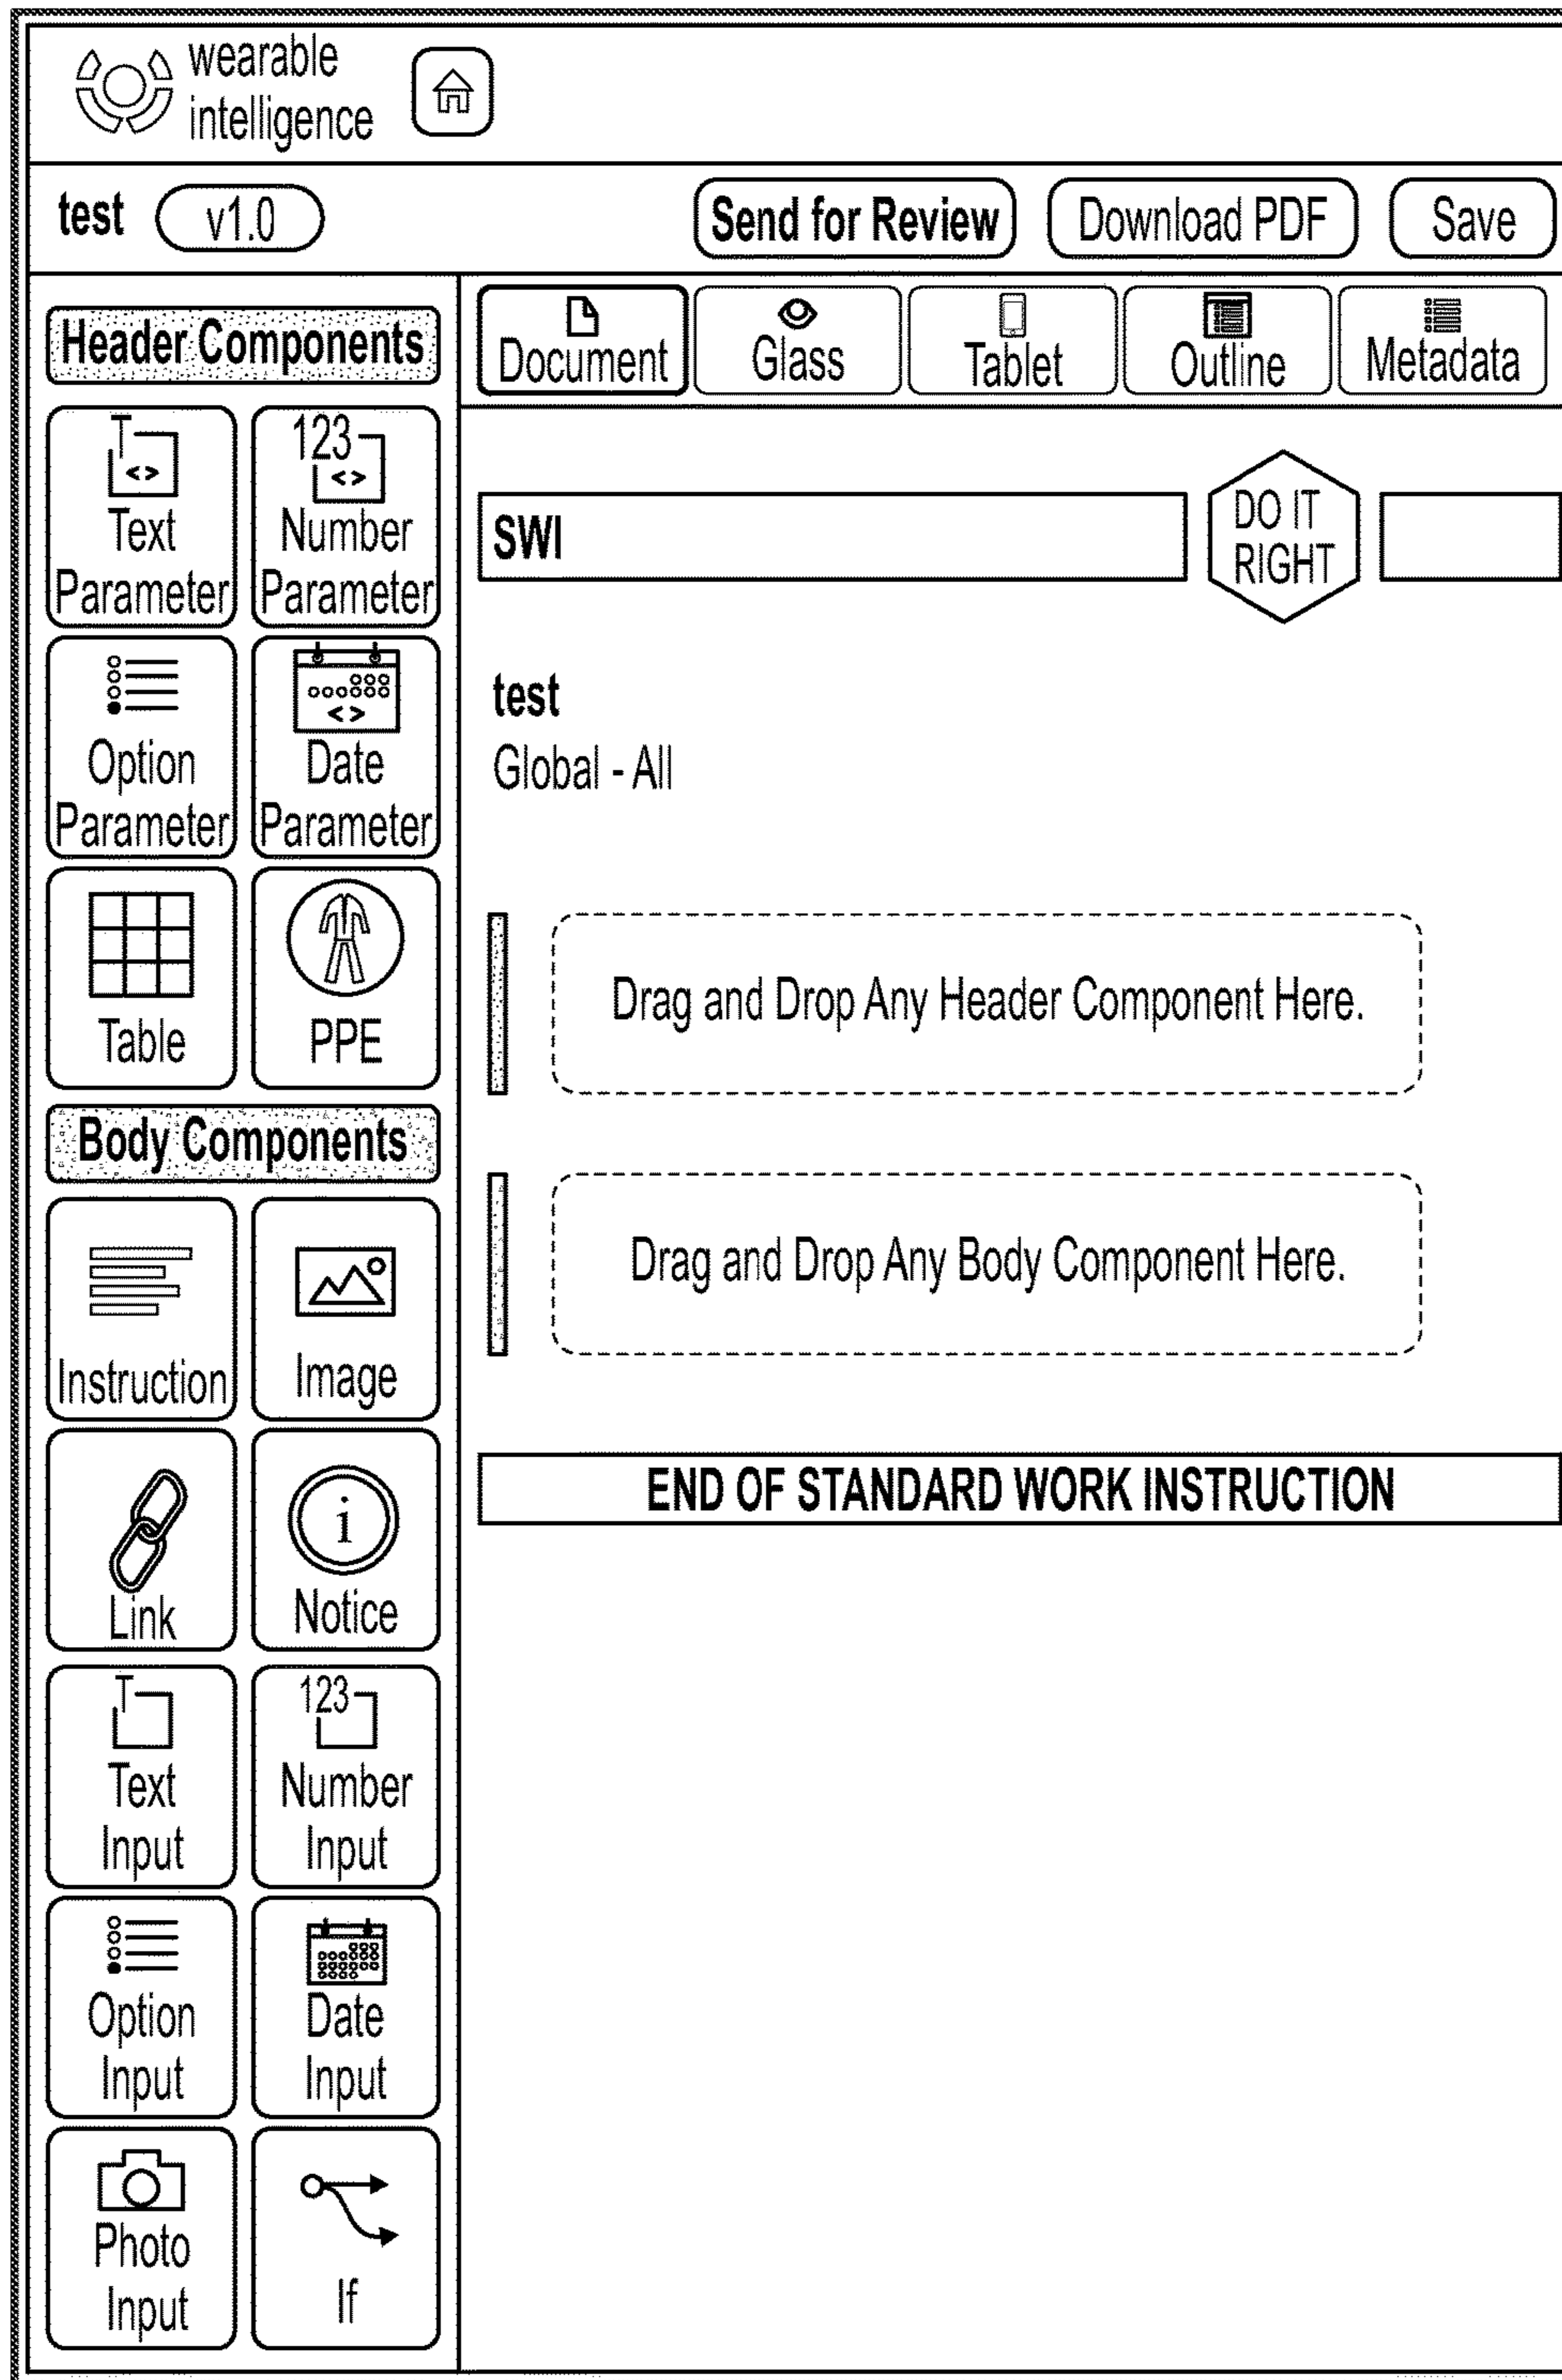 wearable
intelligence
test v1.0 Send for Review Download PDF Save
Header Components
T
<>
Text
Parameter
123
<>
Number
Parameter
Option
Parameter
<>
Date
Parameter
Table
PPE
Body Components
Instruction
Image
Link
i
Notice
T
Text
Input
123
Number
Input
Option
Input
Date
Input
Photo
Input
If
Document Glass Tablet Outline Metadata
SWI
DO IT
RIGHT
test
Global - All
Drag and Drop Any Header Component Here.
Drag and Drop Any Body Component Here.
END OF STANDARD WORK INSTRUCTION